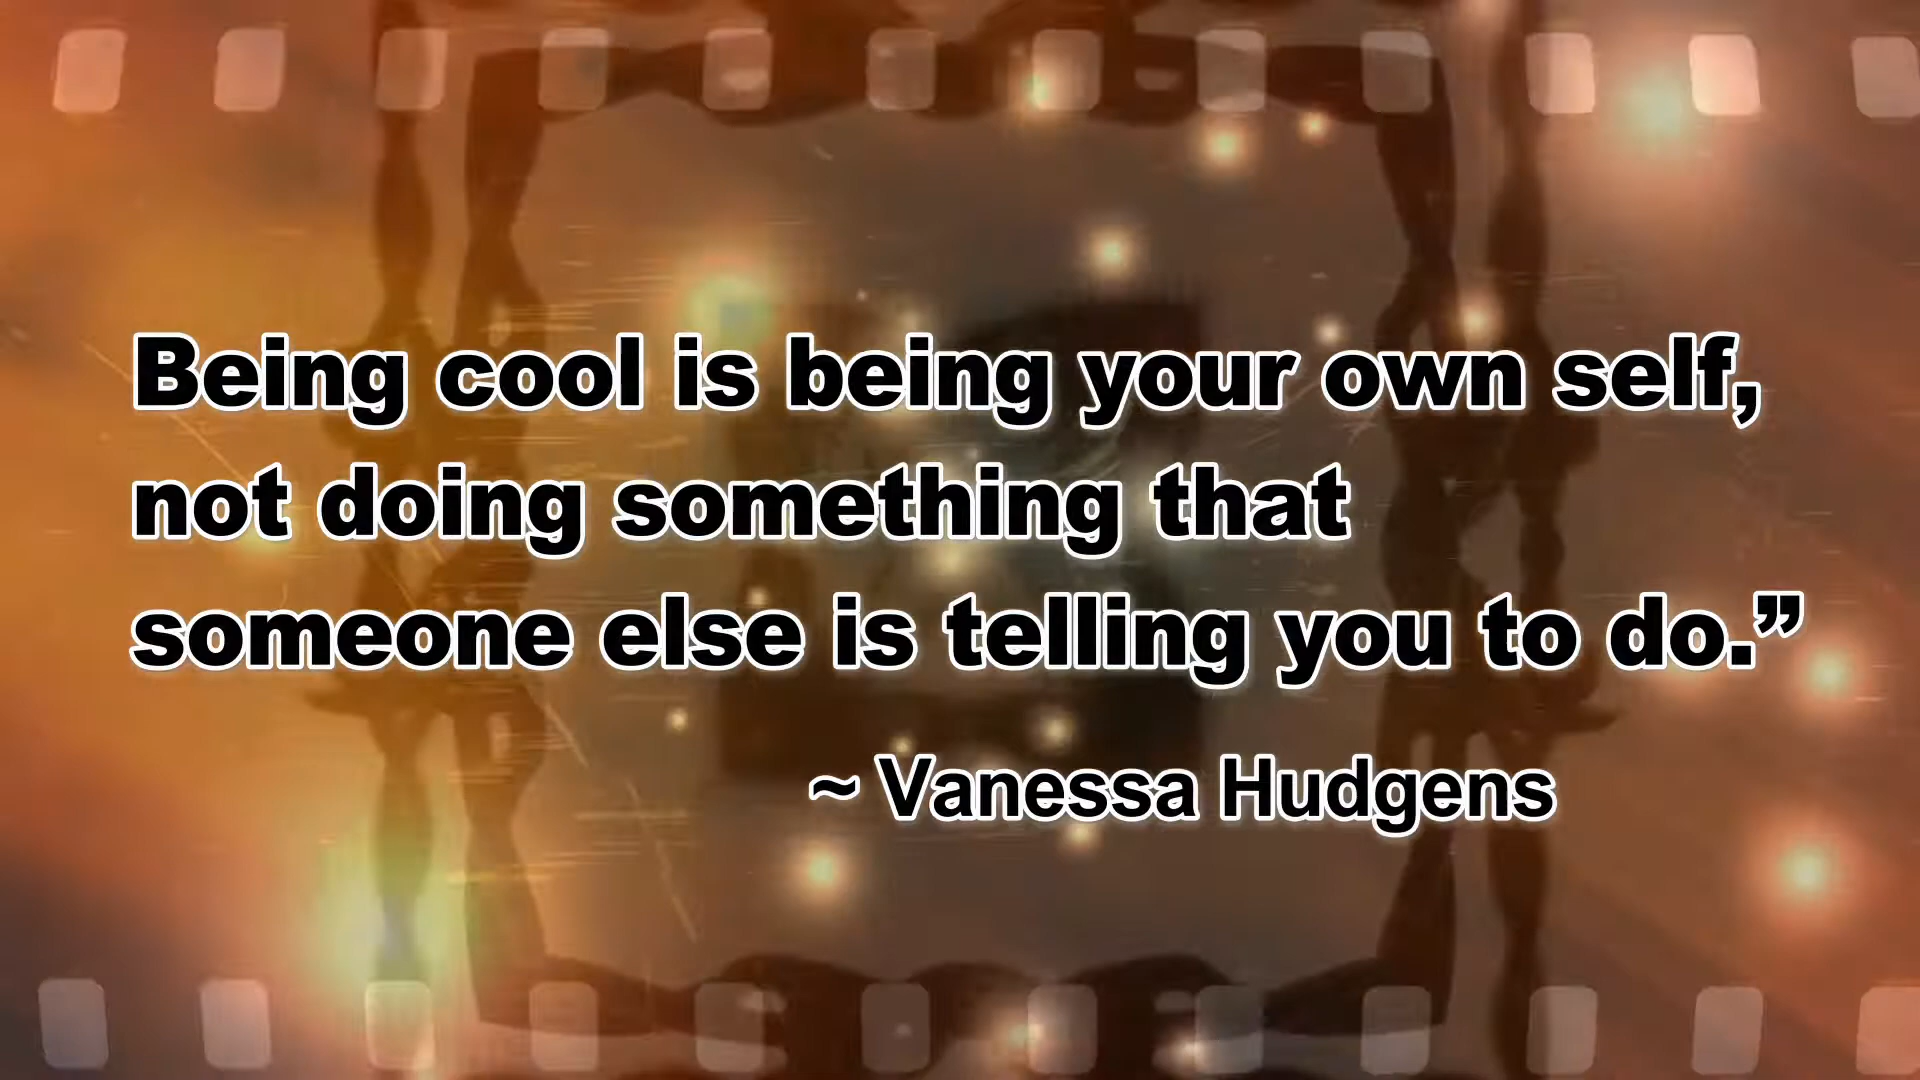 Being cool is being your own self,
not doing something that
someone else is telling you to do.”
~ Vanessa Hudgens